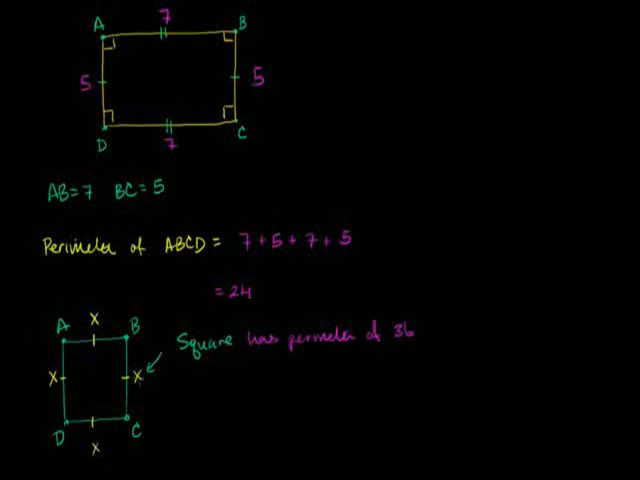 7
A B
5 5
D C
7
AB=7 BC=5
Perimeter of ABCD = 7+5+7+5
=24
x
A B
Square has perimeter of 36
x x
D C
x